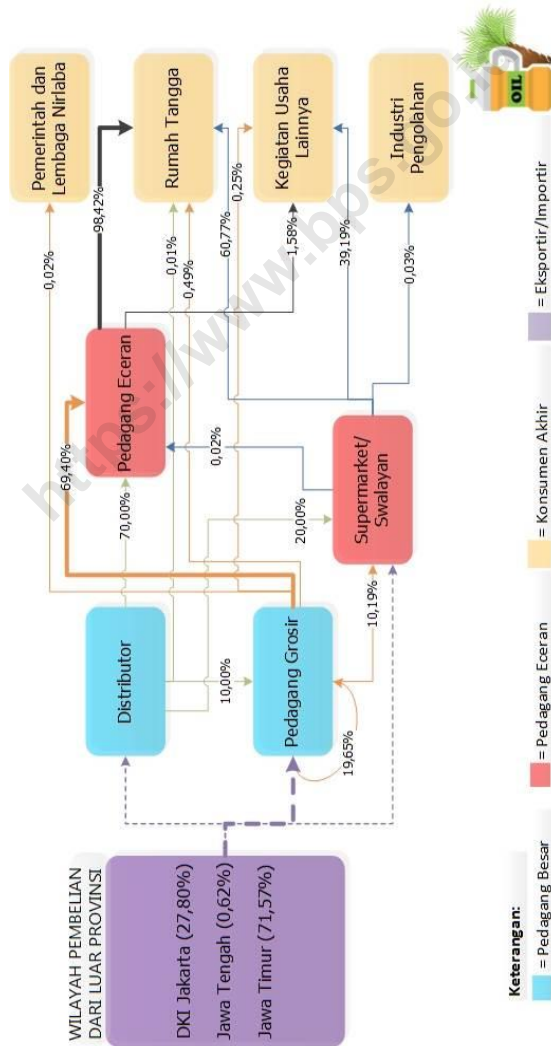 WILAYAH PEMBELIAN
DARI LUAR PROVINSI
DKI Jakarta (27,80%)
Jawa Tengah (0,62%)
Jawa Timur (71,57%)
Distributor
Pedagang Grosir
Pedagang Eceran
Supermarket/
Swalayan
Pemerintah dan
Lembaga Nirlaba
Rumah Tangga
Kegiatan Usaha
Lainnya
Industri
Pengolahan
69,40%
70,00%
10,00%
20,00%
19,65%
10,19%
0,02%
0,02%
98,42%
0,01%
0,49%
0,25%
1,58%
60,77%
39,19%
0,03%
OIL
Keterangan:
= Pedagang Besar
= Pedagang Eceran
= Konsumen Akhir
= Eksportir/Importir
https://www.bps.go.id